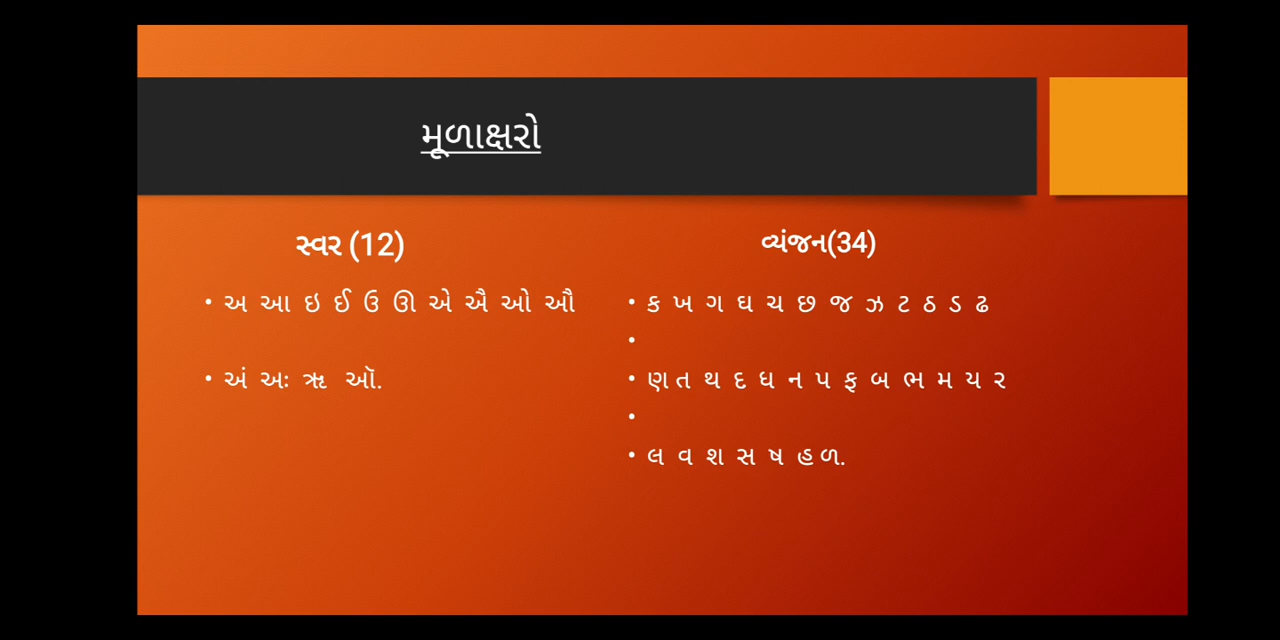 મૂળાક્ષરો
સ્વર (12)
• અ આ ઇ ઈ ઉ ઊ એ ઐ ઓ ઔ
• અં અઃ ઋ ઑ.
વ્યંજન(34)
• ક ખ ગ ઘ ચ છ જ ઝ ટ ઠ ડ ઢ
•
• ણ ત થ દ ધ ન પ ફ બ ભ મ ય ર
•
• લ વ શ સ ષ હ ળ.